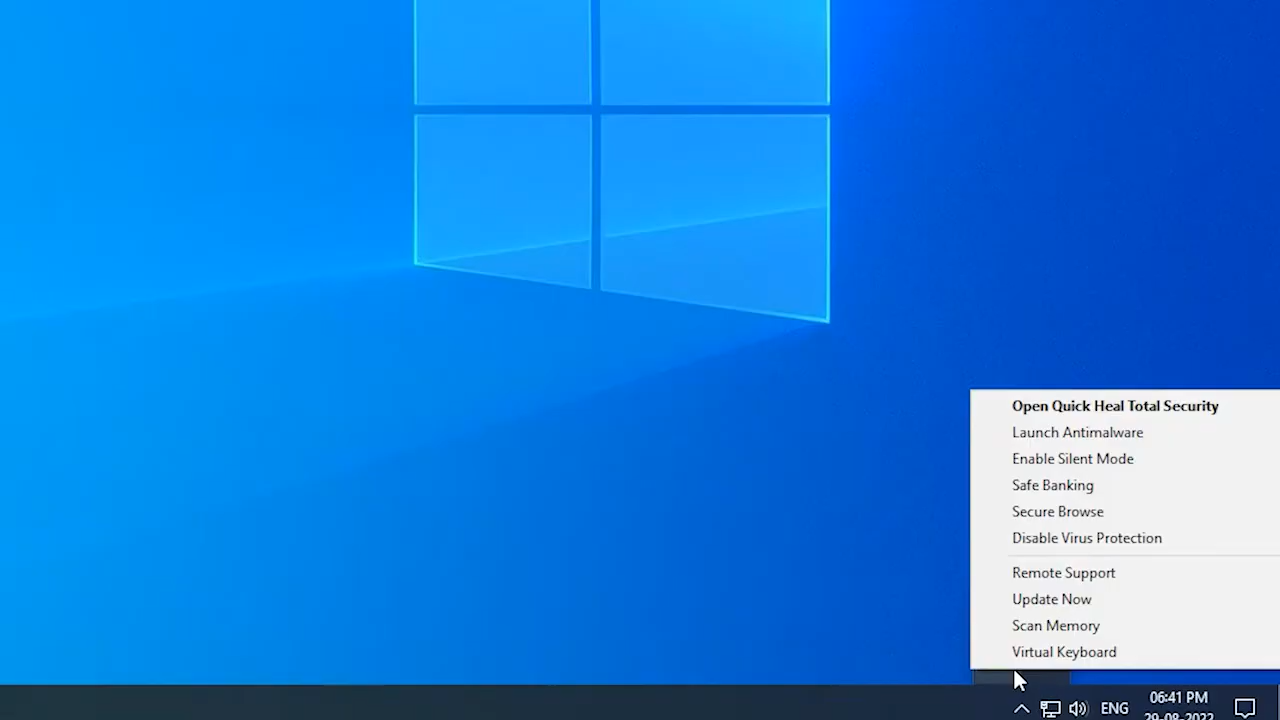 Open Quick Heal Total Security
Launch Antimalware
Enable Silent Mode
Safe Banking
Secure Browse
Disable Virus Protection
Remote Support
Update Now
Scan Memory
Virtual Keyboard
ENG
06:41 PM
29-08-2022